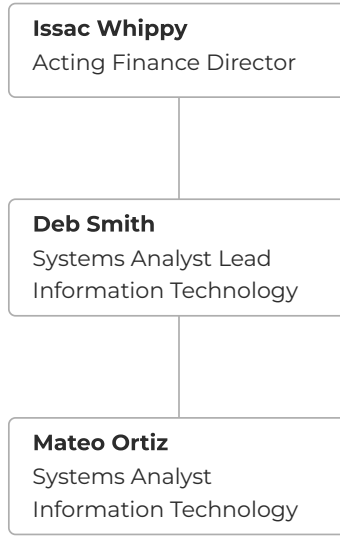 Issac Whippy
Acting Finance Director
Deb Smith
Systems Analyst Lead
Information Technology
Mateo Ortiz
Systems Analyst
Information Technology